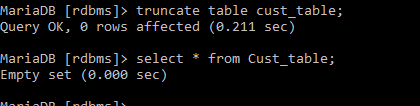 MariaDB [rdbms]> truncate table cust_table;
Query OK, 0 rows affected (0.211 sec)
MariaDB [rdbms]> select * from Cust_table;
Empty set (0.000 sec)
MariaDB [rdbms]>